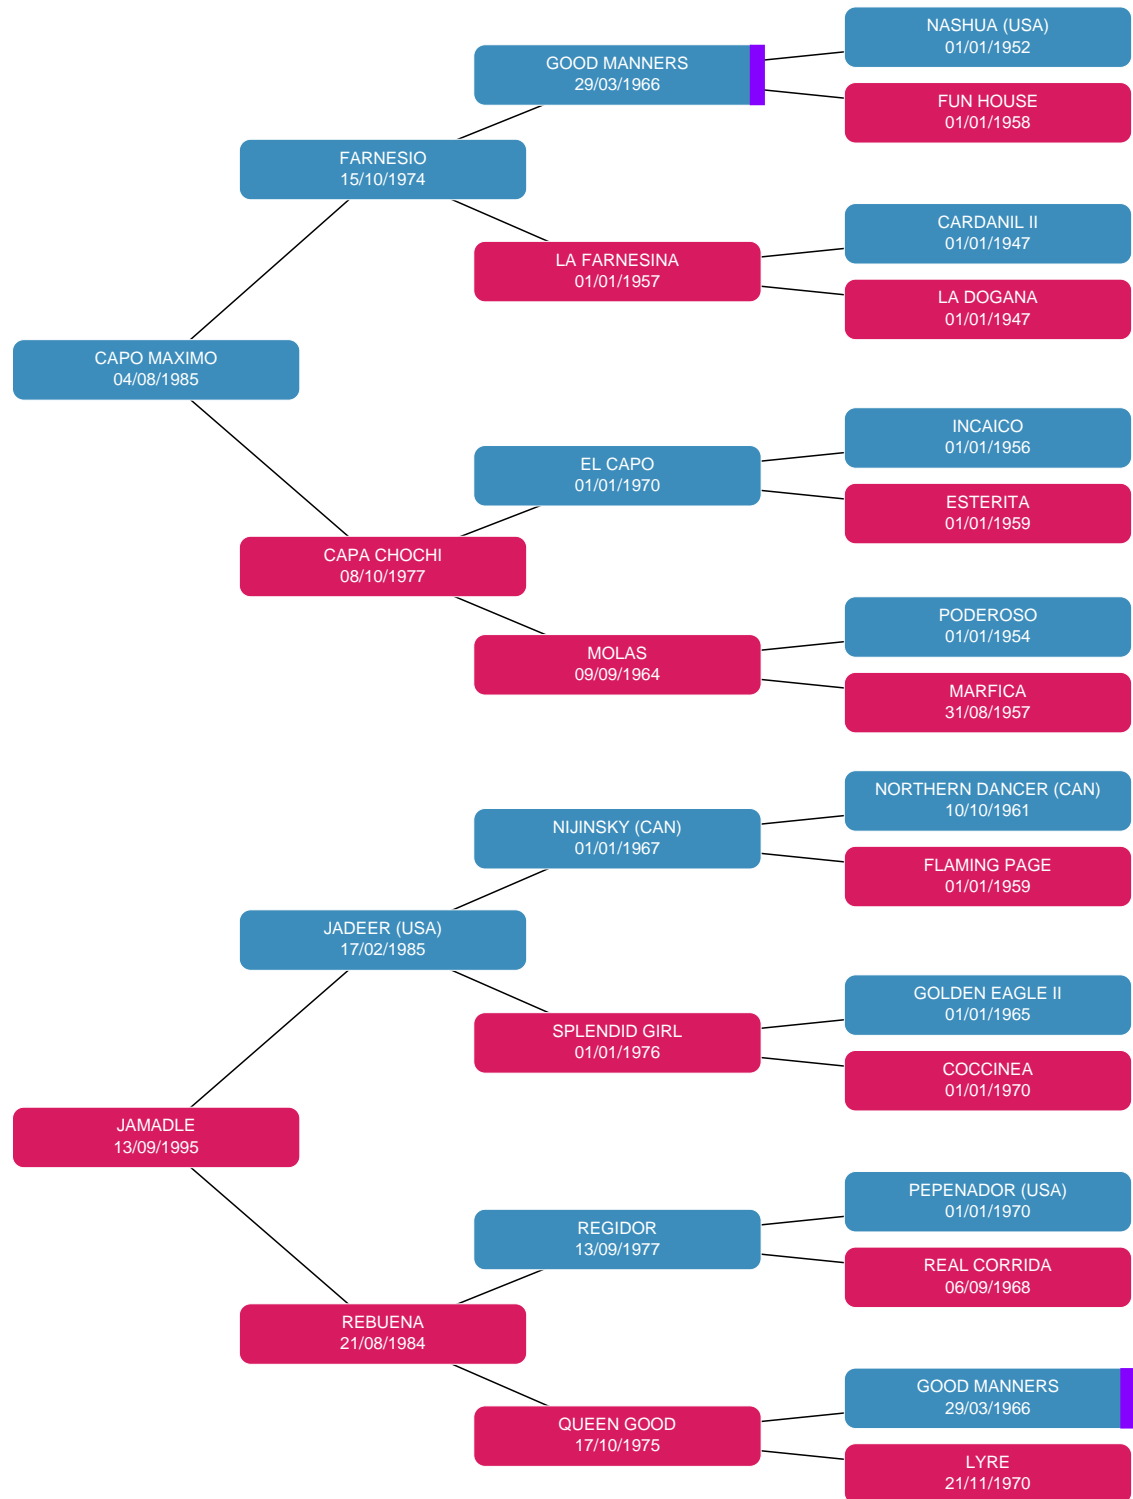 NASHUA (USA)
01/01/1952
GOOD MANNERS
29/03/1966
FUN HOUSE
01/01/1958
FARNESIO
15/10/1974
CARDANIL II
01/01/1947
LA FARNESINA
01/01/1957
LA DOGANA
01/01/1947
CAPO MAXIMO
04/08/1985
INCAICO
01/01/1956
EL CAPO
01/01/1970
ESTERITA
01/01/1959
CAPA CHOCHI
08/10/1977
PODEROSO
01/01/1954
MOLAS
09/09/1964
MARFICA
31/08/1957
NORTHERN DANCER (CAN)
10/10/1961
NIJINSKY (CAN)
01/01/1967
FLAMING PAGE
01/01/1959
JADEER (USA)
17/02/1985
GOLDEN EAGLE II
01/01/1965
SPLENDID GIRL
01/01/1976
COCCINEA
01/01/1970
JAMADLE
13/09/1995
PEPENADOR (USA)
01/01/1970
REGIDOR
13/09/1977
REAL CORRIDA
06/09/1968
REBUENA
21/08/1984
GOOD MANNERS
29/03/1966
QUEEN GOOD
17/10/1975
LYRE
21/11/1970